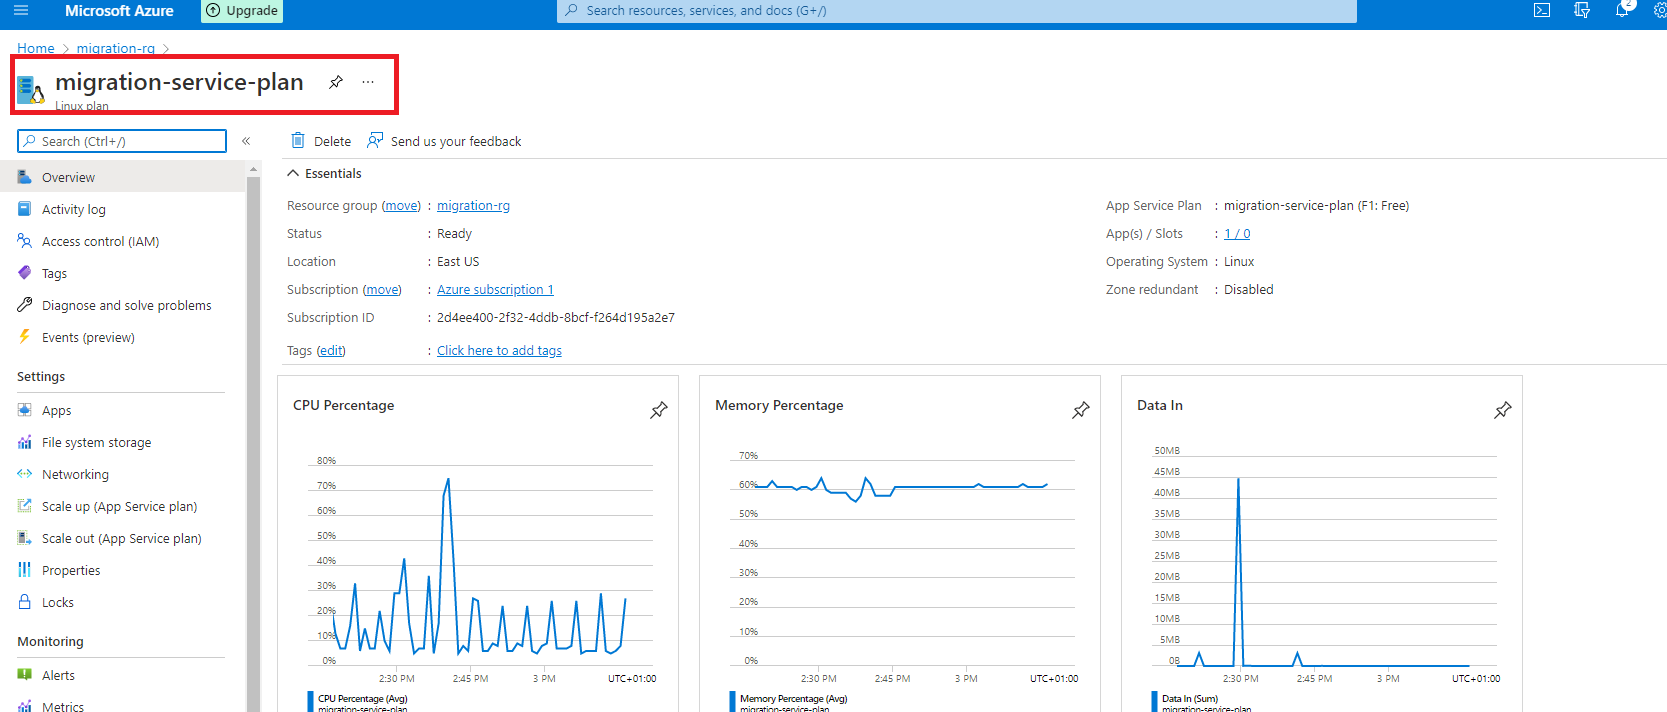 Microsoft Azure
Upgrade
Search resources, services, and docs (G+/)
2
Home > migration-rg >
migration-service-plan
Linux plan
Search (Ctrl+/)
«
Delete
Send us your feedback
Overview
Activity log
Access control (IAM)
Tags
Diagnose and solve problems
Events (preview)
Settings
Apps
File system storage
Networking
Scale up (App Service plan)
Scale out (App Service plan)
Properties
Locks
Monitoring
Alerts
Metrics
Essentials
Resource group (move) : migration-rg
Status : Ready
Location : East US
Subscription (move) : Azure subscription 1
Subscription ID : 2d4ee400-2f32-4ddb-8bcf-f264d195a2e7
Tags (edit) : Click here to add tags
App Service Plan : migration-service-plan (F1: Free)
App(s) / Slots : 1 / 0
Operating System : Linux
Zone redundant : Disabled
CPU Percentage
80%
70%
60%
50%
40%
30%
20%
10%
0%
2:30 PM 2:45 PM 3 PM UTC+01:00
CPU Percentage (Avg)
migration-service-plan
Memory Percentage
70%
60%
50%
40%
30%
20%
10%
0%
2:30 PM 2:45 PM 3 PM UTC+01:00
Memory Percentage (Avg)
migration-service-plan
Data In
50MB
45MB
40MB
35MB
30MB
25MB
20MB
15MB
10MB
5MB
0B
2:30 PM 2:45 PM 3 PM UTC+01:00
Data In (Sum)
migration-service-plan